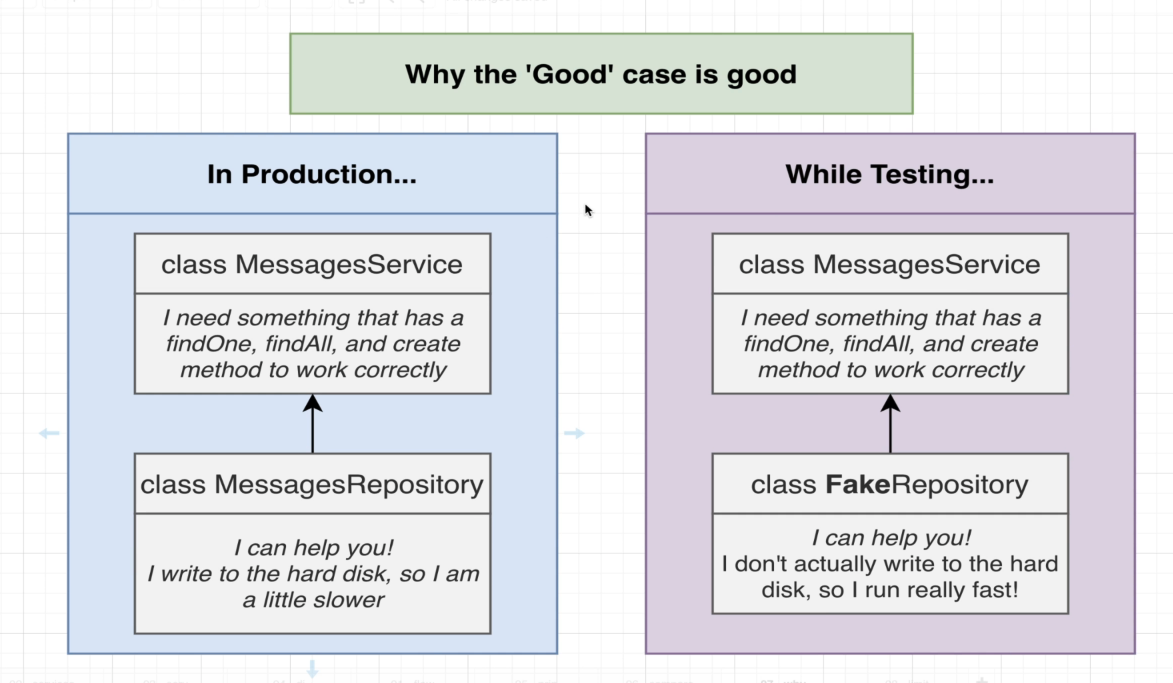 Why the 'Good' case is good
In Production...
class MessagesService
I need something that has a
findOne, findAll, and create
method to work correctly
class MessagesRepository
I can help you!
I write to the hard disk, so I am
a little slower
While Testing...
class MessagesService
I need something that has a
findOne, findAll, and create
method to work correctly
class FakeRepository
I can help you!
I don't actually write to the hard
disk, so I run really fast!